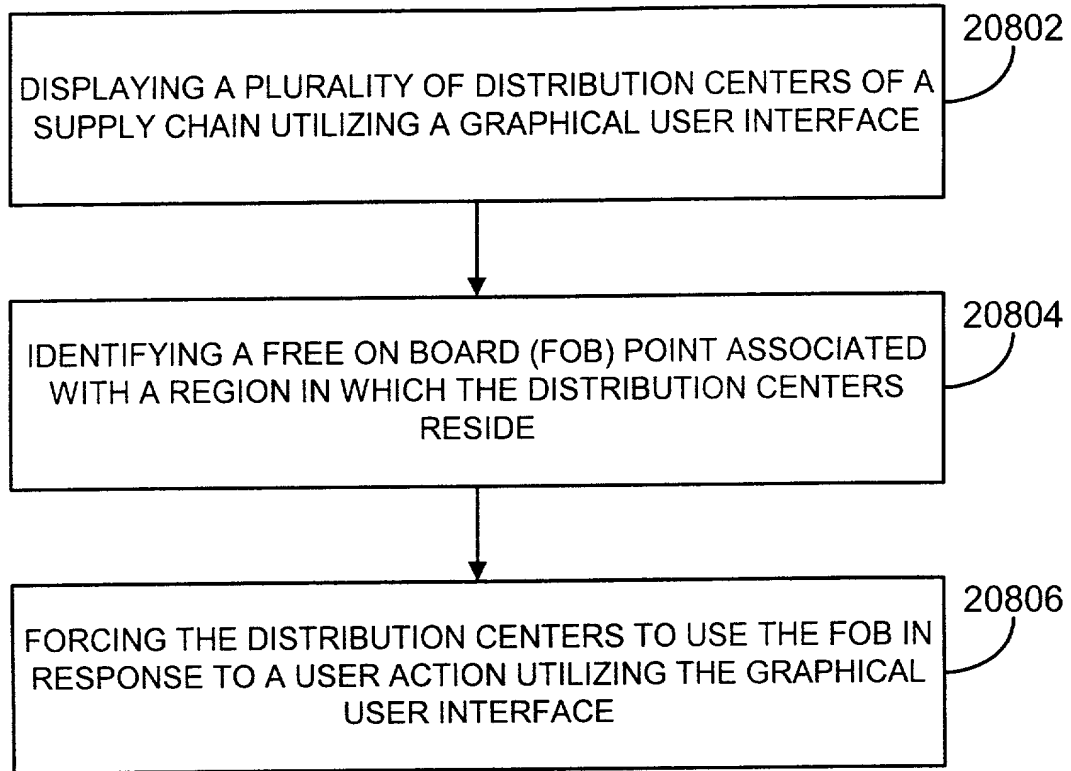 20802
DISPLAYING A PLURALITY OF DISTRIBUTION CENTERS OF A
SUPPLY CHAIN UTILIZING A GRAPHICAL USER INTERFACE
20804
IDENTIFYING A FREE ON BOARD (FOB) POINT ASSOCIATED
WITH A REGION IN WHICH THE DISTRIBUTION CENTERS
RESIDE
20806
FORCING THE DISTRIBUTION CENTERS TO USE THE FOB IN
RESPONSE TO A USER ACTION UTILIZING THE GRAPHICAL
USER INTERFACE